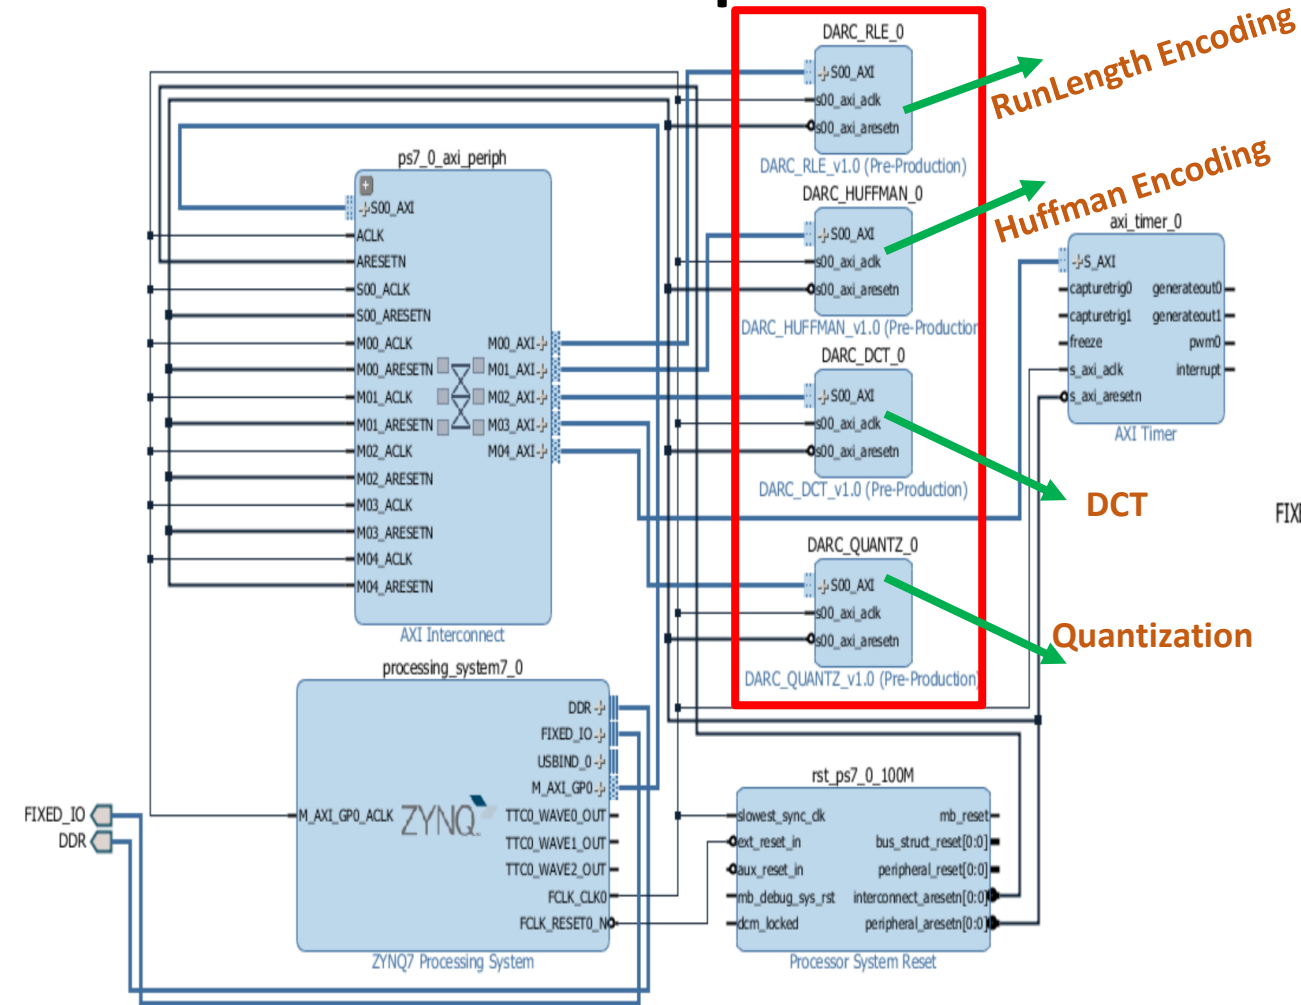 DARC_RLE_0
S00_AXI
s00_axi_aclk
s00_axi_aresetn
DARC_RLE_v1.0 (Pre-Production)
RunLength Encoding
DARC_HUFFMAN_0
S00_AXI
s00_axi_aclk
s00_axi_aresetn
DARC_HUFFMAN_v1.0 (Pre-Production
Huffman Encoding
DARC_DCT_0
S00_AXI
s00_axi_aclk
s00_axi_aresetn
DARC_DCT_v1.0 (Pre-Production)
DCT
DARC_QUANTZ_0
S00_AXI
s00_axi_aclk
s00_axi_aresetn
DARC_QUANTZ_v1.0 (Pre-Production)
Quantization
ps7_0_axi_periph
S00_AXI
ACLK
ARESETN
S00_ACLK
S00_ARESETN
M00_ACLK
M00_ARESETN
M01_ACLK
M01_ARESETN
M02_ACLK
M02_ARESETN
M03_ACLK
M03_ARESETN
M04_ACLK
M04_ARESETN
M00_AXI
M01_AXI
M02_AXI
M03_AXI
M04_AXI
AXI Interconnect
axi_timer_0
S_AXI
capturetrig0
capturetrig1
freeze
s_axi_aclk
s_axi_aresetn
generateout0
generateout1
pwm0
interrupt
AXI Timer
FIXI
processing_system7_0
M_AXI_GP0_ACLK
ZYNQ
DDR
FIXED_IO
USBIND_0
M_AXI_GP0
TTC0_WAVE0_OUT
TTC0_WAVE1_OUT
TTC0_WAVE2_OUT
FCLK_CLK0
FCLK_RESET0_N
ZYNQ7 Processing System
FIXED_IO
DDR
rst_ps7_0_100M
slowest_sync_clk
ext_reset_in
aux_reset_in
mb_debug_sys_rst
dcm_locked
mb_reset
bus_struct_reset[0:0]
peripheral_reset[0:0]
interconnect_aresetn[0:0]
peripheral_aresetn[0:0]
Processor System Reset